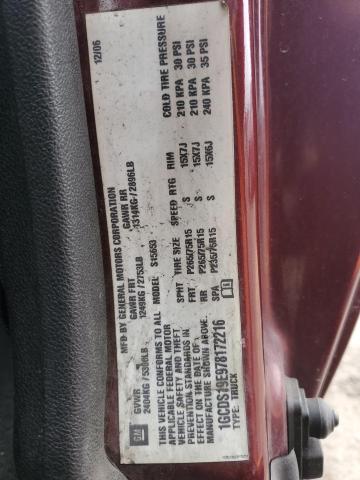 MFD BY GENERAL MOTORS CORPORATION
12/06
GM
GVWR
2404KG / 5300LB
GAWR FRT
1249KG / 2753LB
GAWR RR
1314KG / 2896LB
THIS VEHICLE CONFORMS TO ALL
APPLICABLE FEDERAL MOTOR
VEHICLE SAFETY AND THEFT
PREVENTION STANDARDS IN
EFFECT ON THE DATE OF
MANUFACTURE SHOWN ABOVE.
1GCDS19E978172216
TYPE: TRUCK
MODEL: S15653
SPHT TIRE SIZE SPEED RTG RIM COLD TIRE PRESSURE
FRT P265/75R15 S 15X7J 210 KPA 30 PSI
RR P265/75R15 S 15X7J 210 KPA 30 PSI
SPA P235/75R15 S 15X6J 240 KPA 35 PSI